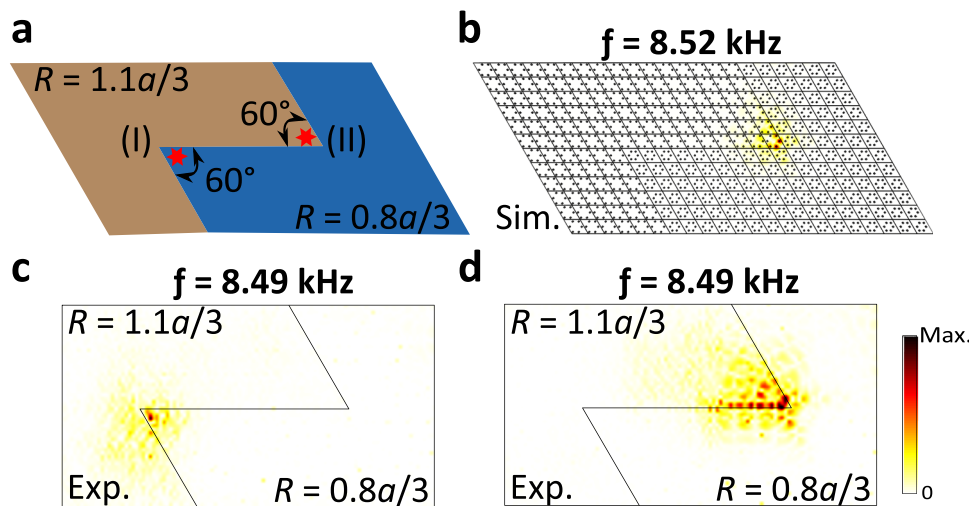 a
R = 1.1a/3
60°
(I)
(II)
60°
R = 0.8a/3
b
ƒ = 8.52 kHz
Sim.
c
ƒ = 8.49 kHz
R = 1.1a/3
Exp.
R = 0.8a/3
d
ƒ = 8.49 kHz
R = 1.1a/3
Exp.
R = 0.8a/3
Max.
0